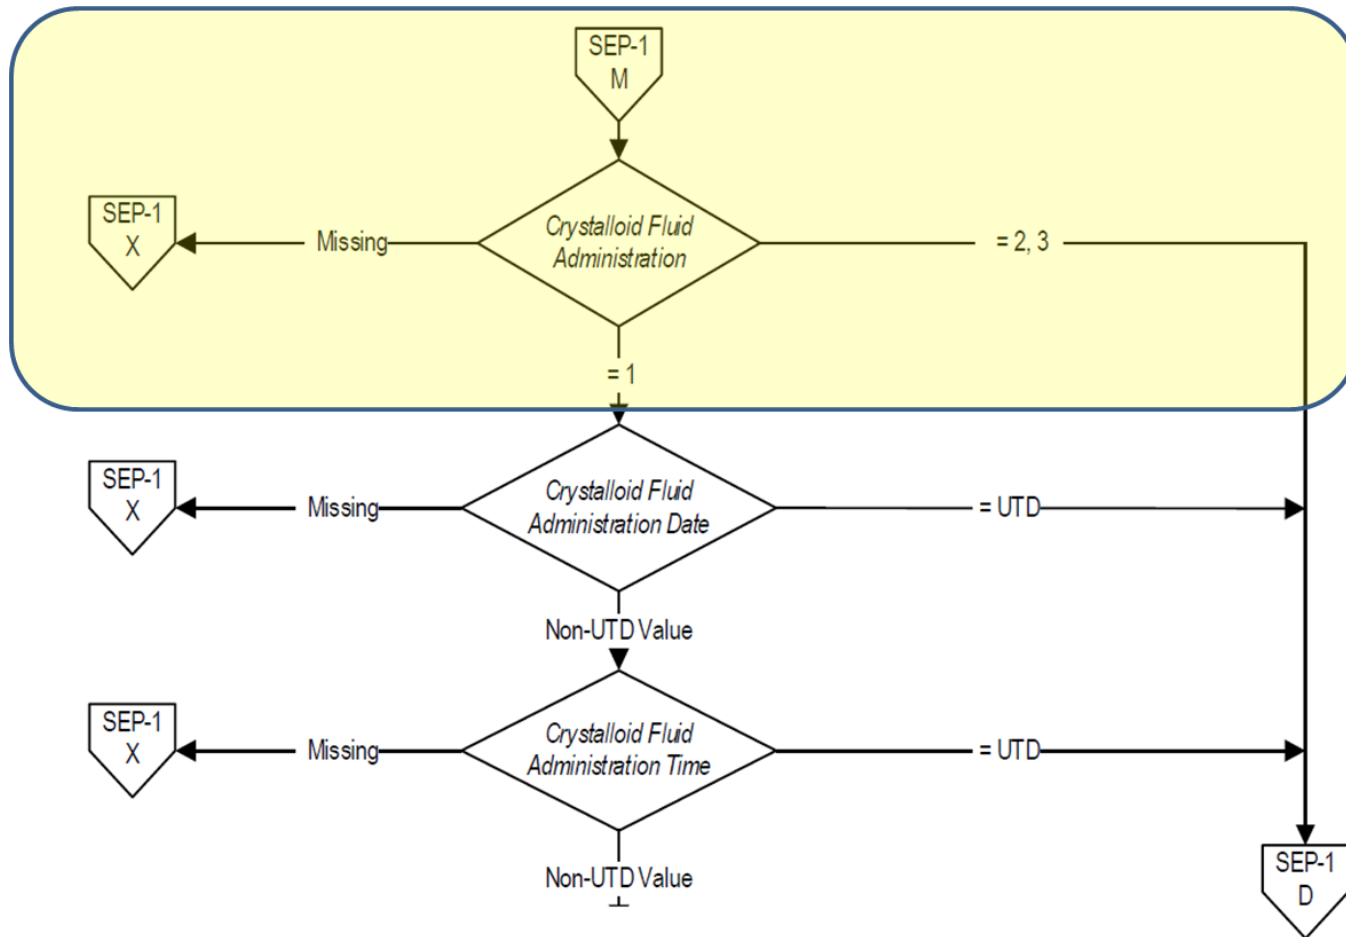 SEP-1
M
SEP-1
X
Missing
Crystalloid Fluid
Administration
= 2, 3
= 1
SEP-1
X
Missing
Crystalloid Fluid
Administration Date
= UTD
Non-UTD Value
SEP-1
X
Missing
Crystalloid Fluid
Administration Time
= UTD
Non-UTD Value
SEP-1
D